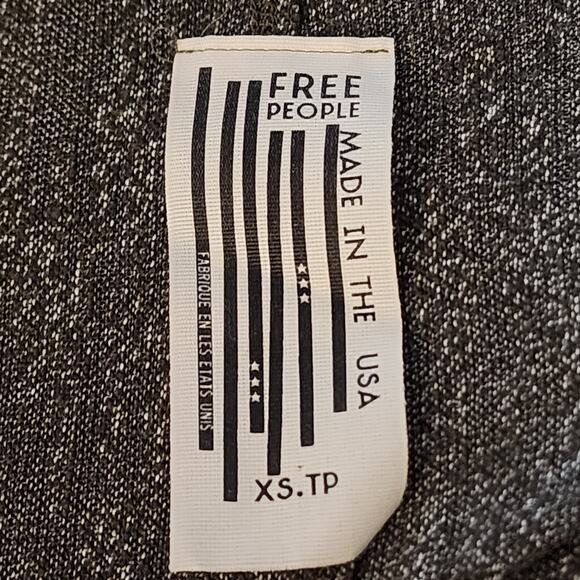 FREE
PEOPLE
MADE IN THE USA
FABRIQUE EN LES ETATS UNIS
XS.TP